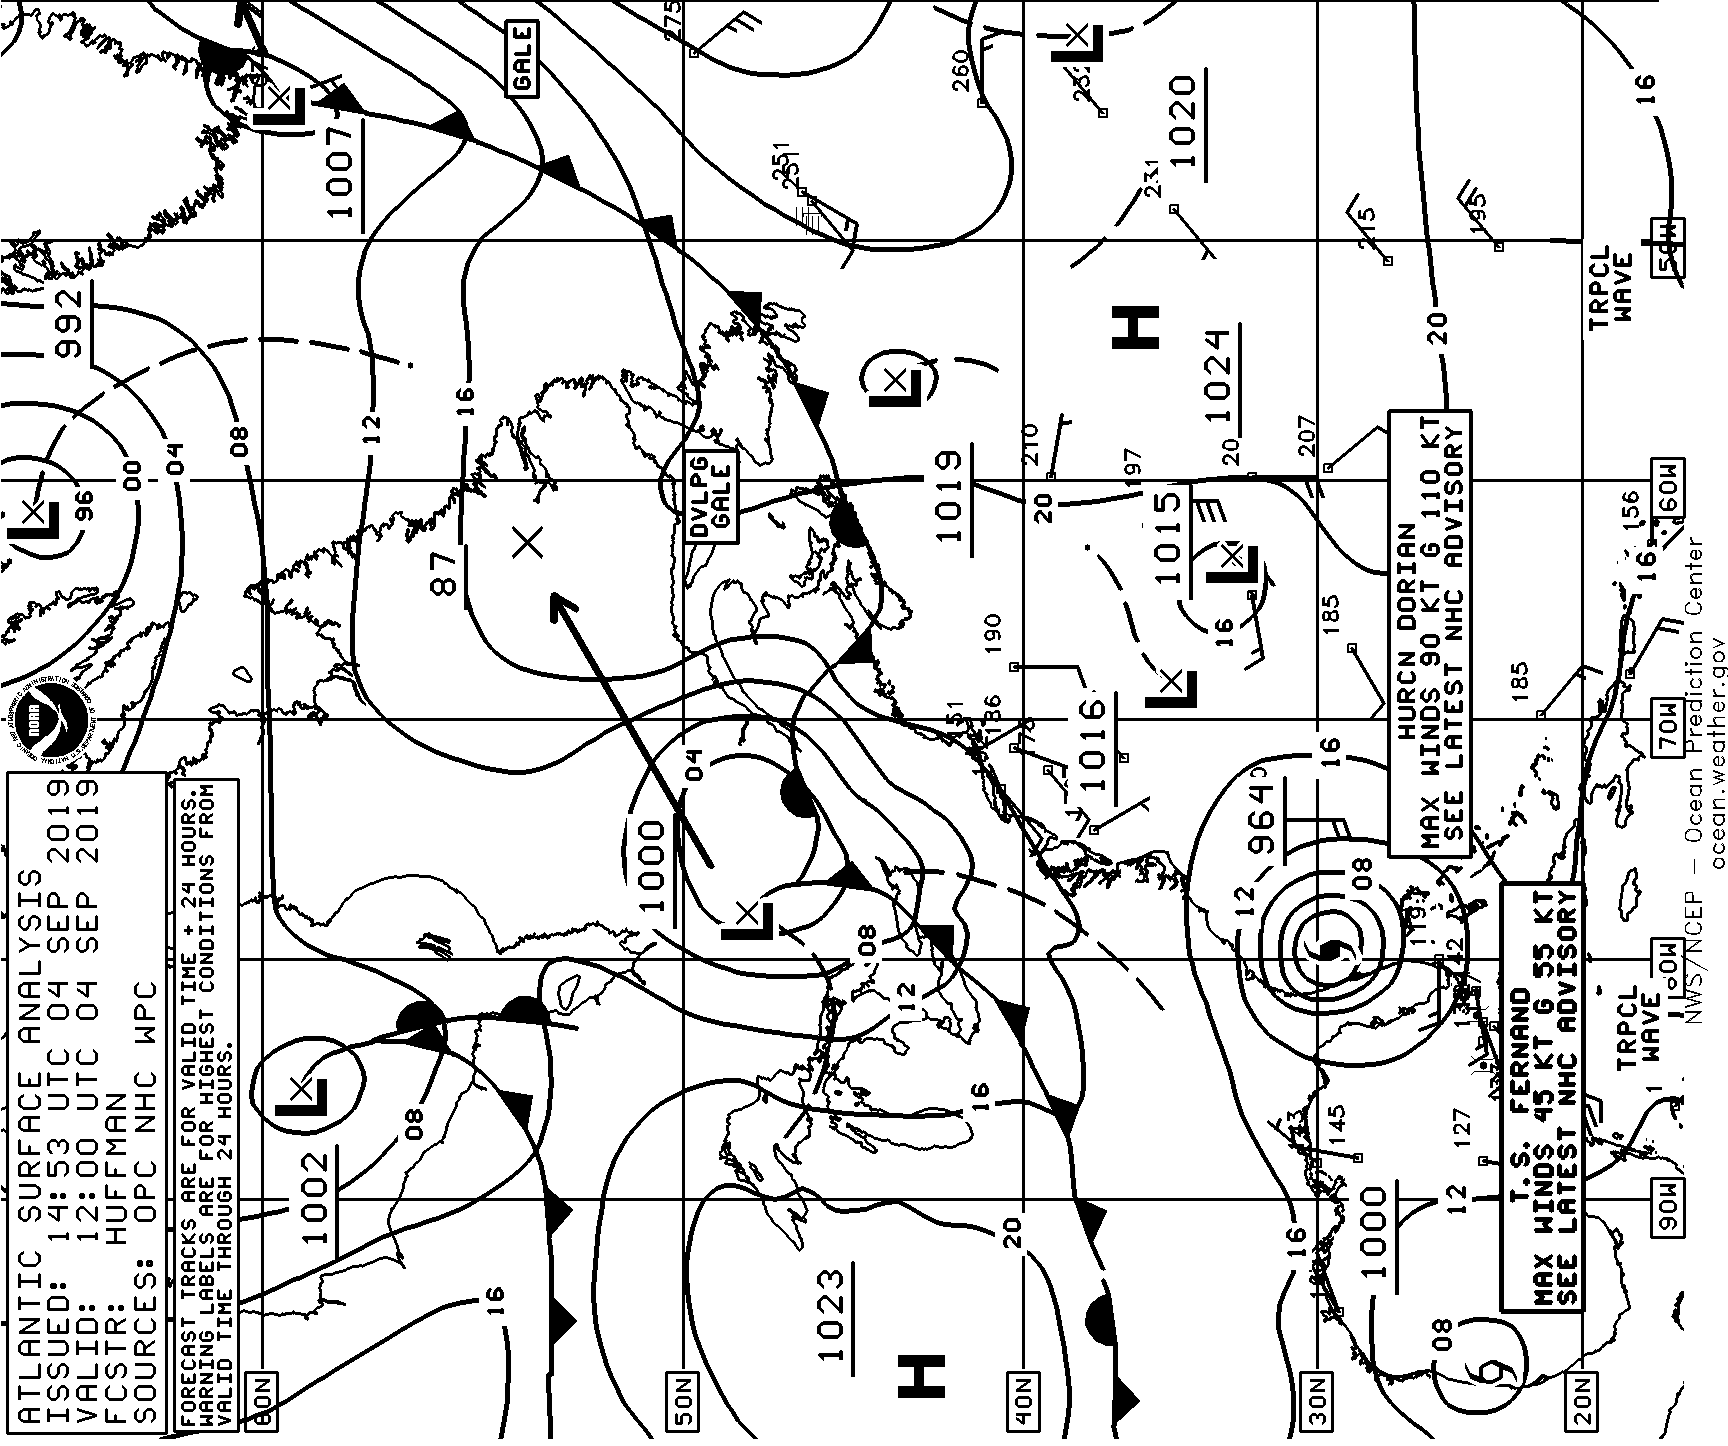 ATLANTIC SURFACE ANALYSIS
ISSUED: 14:53 UTC 04 SEP 2019
VALID: 12:00 UTC 04 SEP 2019
FCSTR: HUFFMAN
SOURCES: OPC NHC WPC
FORECAST TRACKS ARE FOR VALID TIME + 24 HOURS.
WARNING LABELS ARE FOR HIGHEST CONDITIONS FROM
VALID TIME THROUGH 24 HOURS.
NOAA
992
96
00
04
08
12
16
87
1007
GALE
275
260
251
1020
231
215
195
16
L
L
L
H
1024
20
TRPCL
WAVE
50W
DVLPG
GALE
L
1019
210
197
20
20
207
1015
L
16
185
190
L
1016
151
186
HURCN DORIAN
MAX WINDS 90 KT G 110 KT
SEE LATEST NHC ADVISORY
156
16
60W
185
70W
04
1000
L
08
12
16
964
16
12
08
119
T.S. FERNAND
MAX WINDS 45 KT G 55 KT
SEE LATEST NHC ADVISORY
TRPCL
WAVE
1002
L
08
16
1023
H
20
16
145
127
1000
12
08
90W
60N
50N
40N
30N
20N
NWS/NCEP – Ocean Prediction Center
ocean.weather.gov